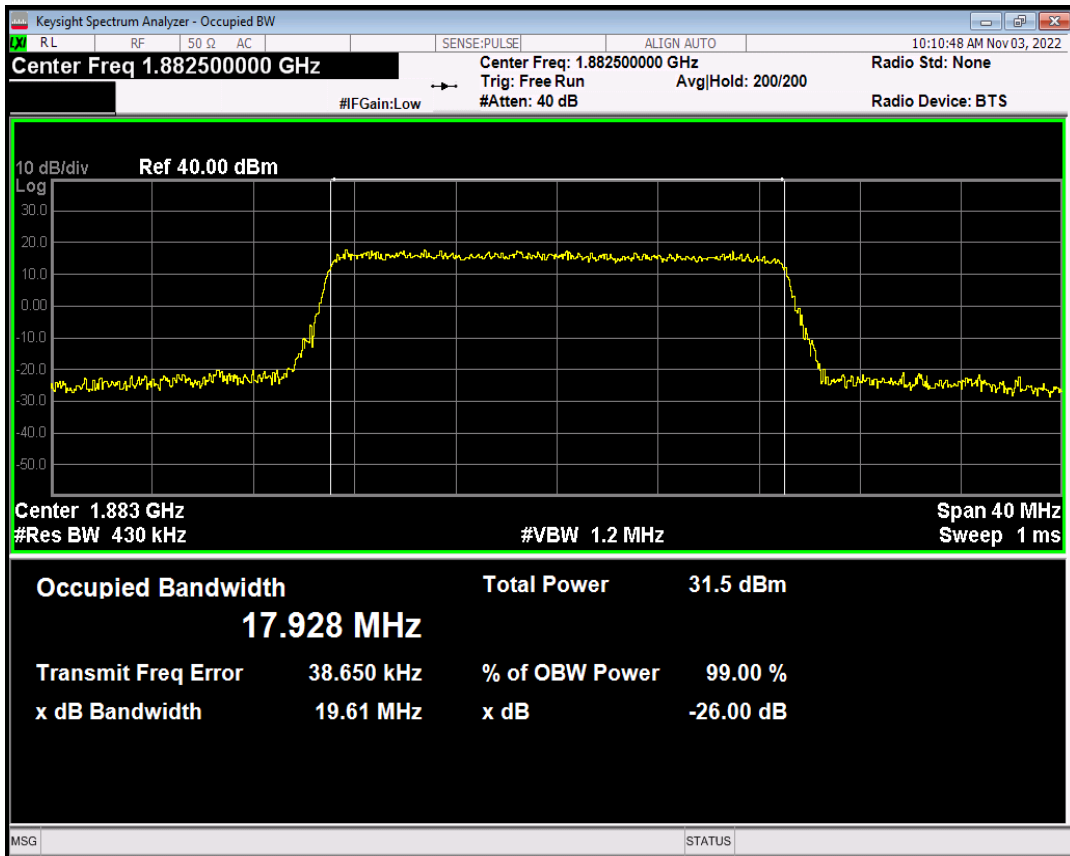 Keysight Spectrum Analyzer - Occupied BW
LXI RL RF 50 Ω AC SENSE:PULSE ALIGN AUTO 10:10:48 AM Nov 03, 2022
Center Freq 1.882500000 GHz Center Freq: 1.882500000 GHz Radio Std: None
Trig: Free Run Avg|Hold: 200/200
#IFGain:Low #Atten: 40 dB Radio Device: BTS
10 dB/div Ref 40.00 dBm
Log
30.0
20.0
10.0
0.00
-10.0
-20.0
-30.0
-40.0
-50.0
Center 1.883 GHz Span 40 MHz
#Res BW 430 kHz #VBW 1.2 MHz Sweep 1 ms
Occupied Bandwidth Total Power 31.5 dBm
17.928 MHz
Transmit Freq Error 38.650 kHz % of OBW Power 99.00 %
x dB Bandwidth 19.61 MHz x dB -26.00 dB
MSG STATUS